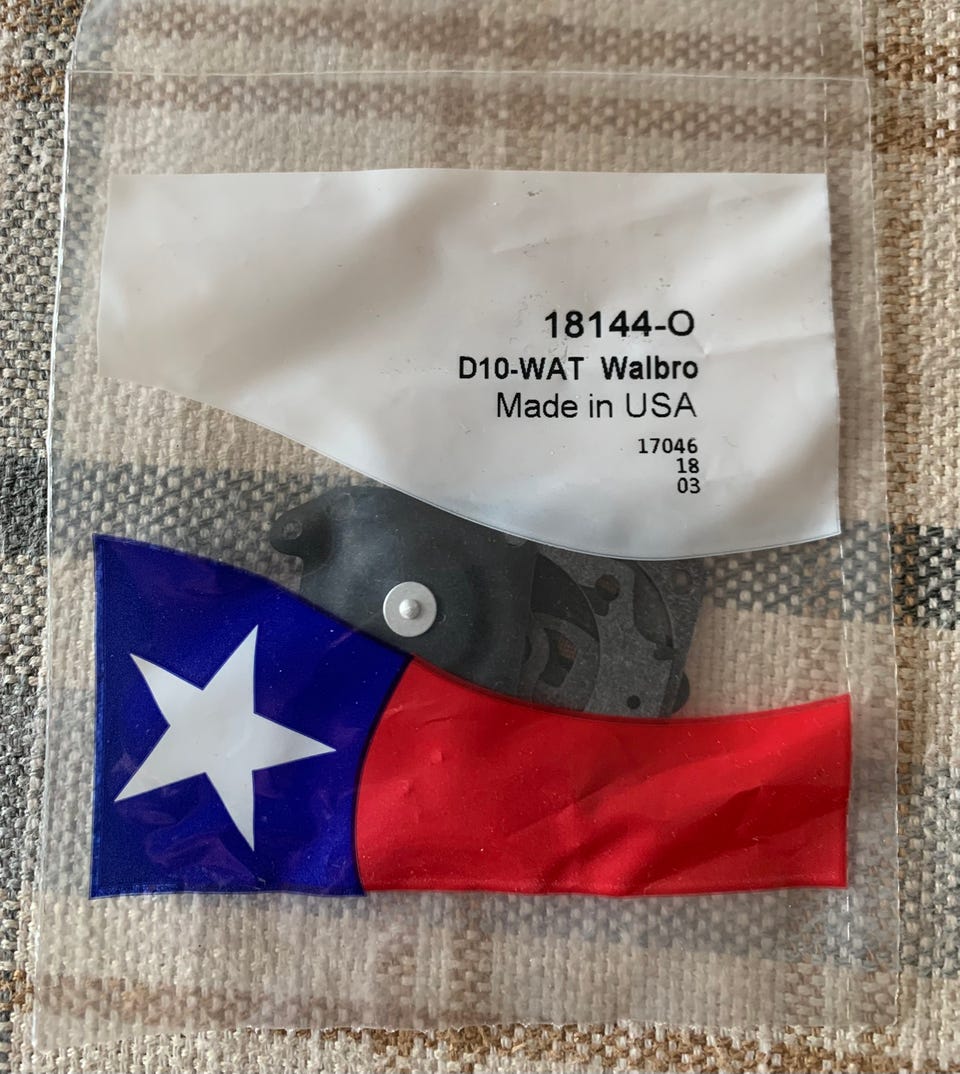 18144-O
D10-WAT Walbro
Made in USA
17046
18
03